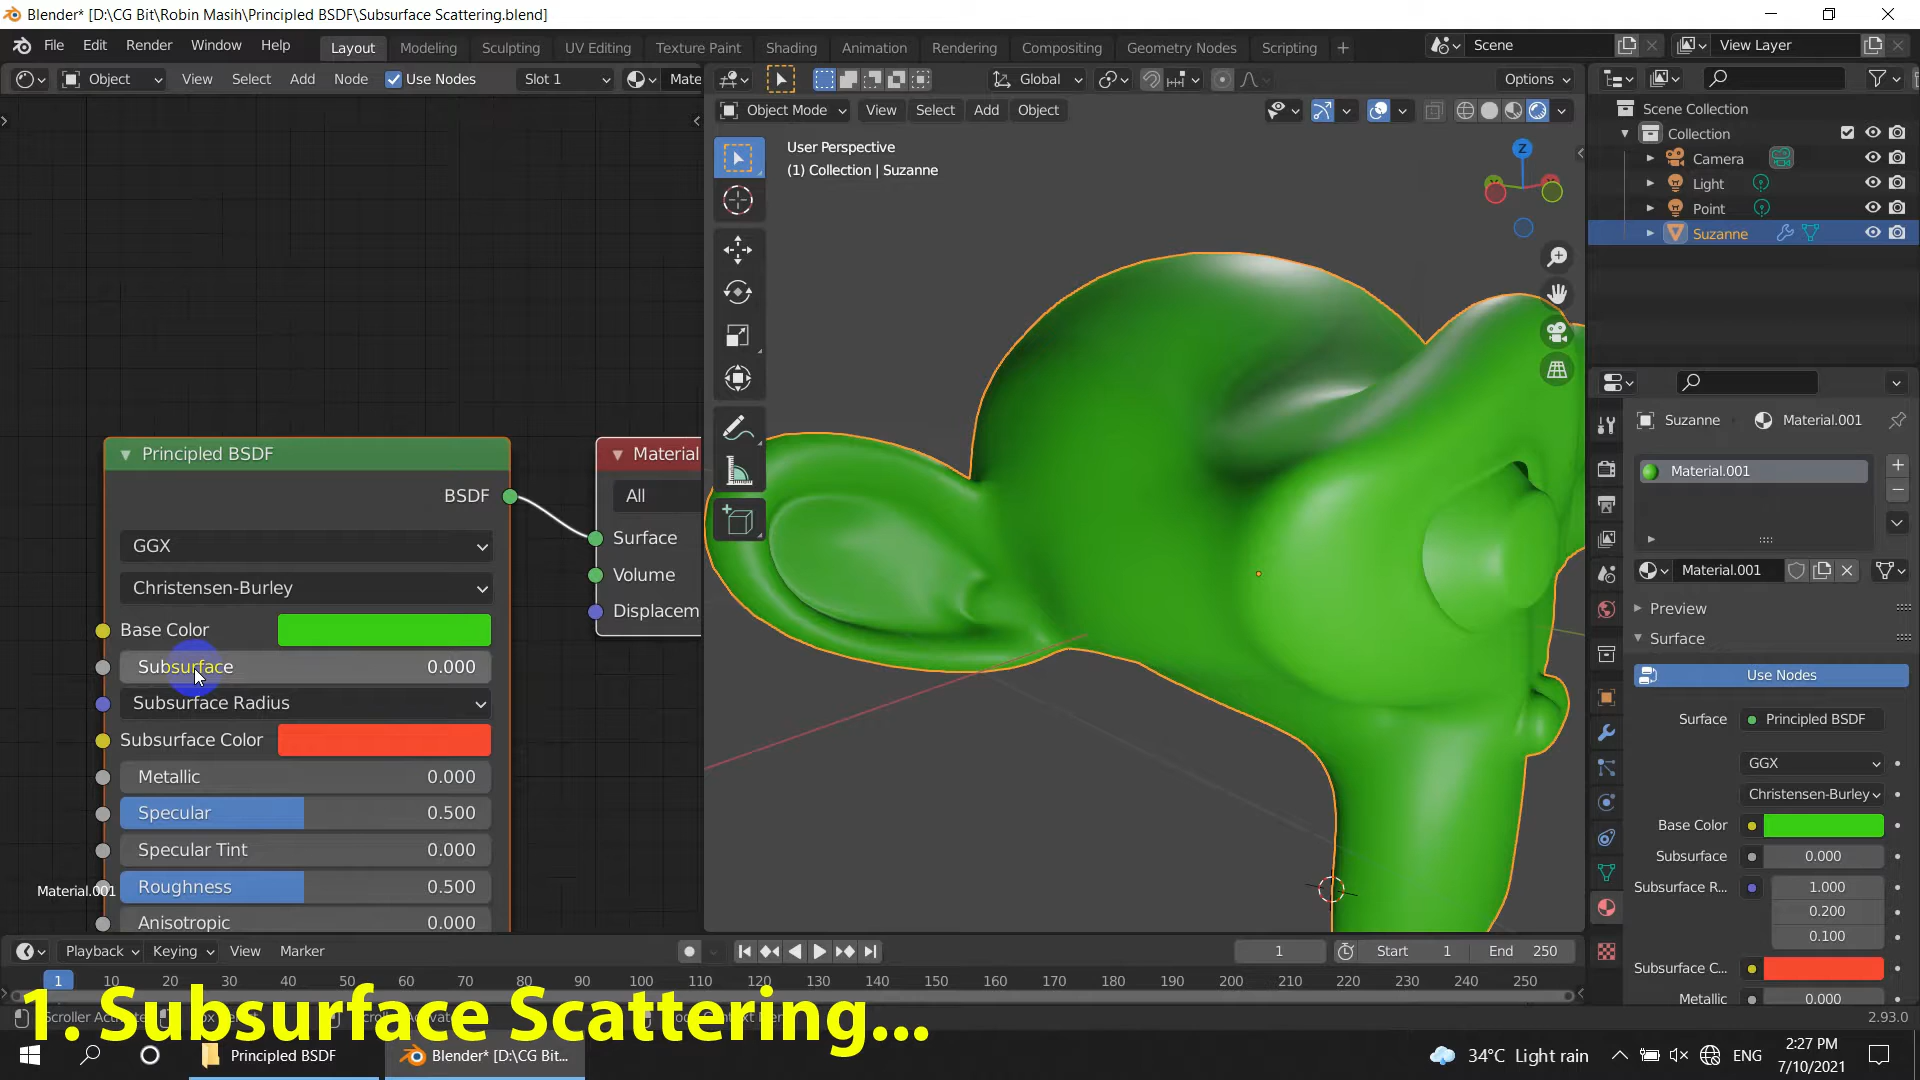 Blender* [D:\CG Bit\Robin Masih\Principled BSDF\Subsurface Scattering.blend]
File Edit Render Window Help Layout Modeling Sculpting UV Editing Texture Paint Shading Animation Rendering Compositing Geometry Nodes Scripting + Scene View Layer
Object View Select Add Node Use Nodes Slot 1 Mate Global Options
Object Mode View Select Add Object
User Perspective
(1) Collection | Suzanne
Z
Scene Collection
Collection
Camera
Light
Point
Suzanne
Principled BSDF
BSDF
GGX
Christensen-Burley
Base Color
Subsurface 0.000
Subsurface Radius
Subsurface Color
Metallic 0.000
Specular 0.500
Specular Tint 0.000
Roughness 0.500
Anisotropic 0.000
Material.001
Material
All
Surface
Volume
Displacem
Suzanne Material.001
Material.001
Material.001
Preview
Surface
Use Nodes
Surface Principled BSDF
GGX
Christensen-Burley
Base Color
Subsurface 0.000
Subsurface R... 1.000
0.200
0.100
Subsurface C...
Metallic 0.000
Playback Keying View Marker 1 Start 1 End 250
1 10 20 30 40 50 60 70 80 90 100 110 120 130 140 150 160 170 180 190 200 210 220 230 240 250
1. Subsurface Scattering...
2.93.0
Principled BSDF
Blender* [D:\CG Bit...
34°C Light rain
ENG
2:27 PM
7/10/2021